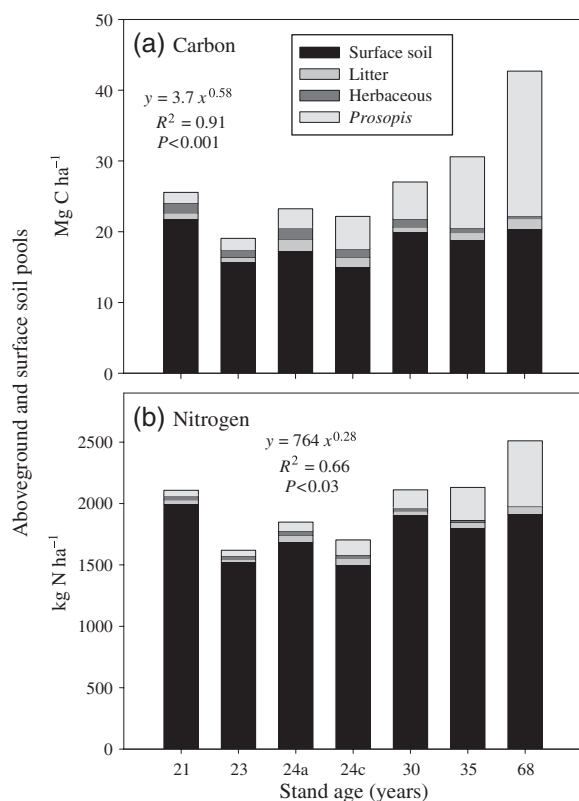 Aboveground and surface soil pools
(a) Carbon
y = 3.7 x^0.58
R² = 0.91
P<0.001
Surface soil
Litter
Herbaceous
Prosopis
Mg C ha⁻¹
50
40
30
20
10
0
(b) Nitrogen
y = 764 x^0.28
R² = 0.66
P<0.03
kg N ha⁻¹
2500
2000
1500
1000
500
0
21 23 24a 24c 30 35 68
Stand age (years)